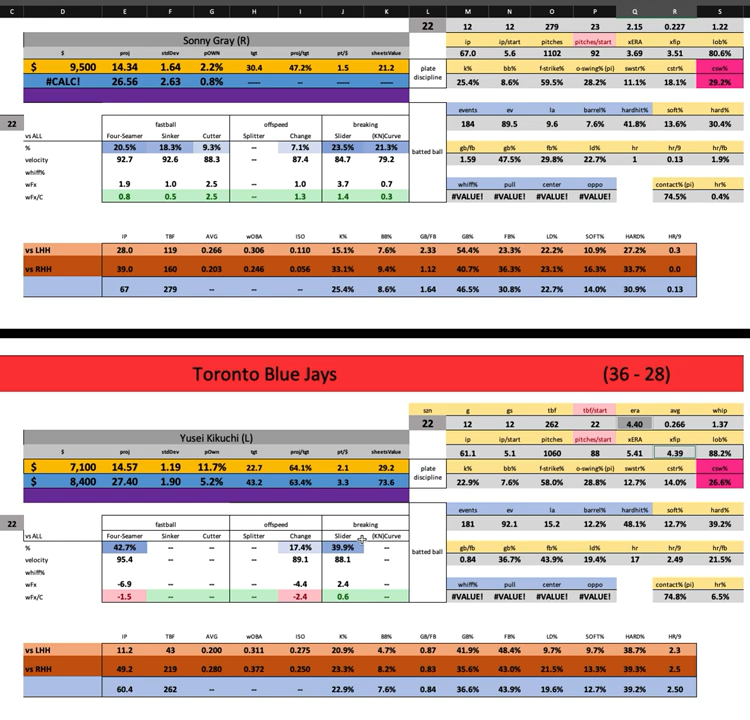 C D E F G H I J K L M N O P Q R S
22 12 12 279 23 2.15 0.227 1.22
Sonny Gray (R) ip ip/start pitches pitches/start xERA xfip lob%
67.0 5.6 1102 92 3.69 3.51 80.6%
$ proj stdDev pOWN tgt proj/tgt pt/$ sheetsValue
$ 9,500 14.34 1.64 2.2% 30.4 47.2% 1.5 21.2 plate discipline k% bb% f-strike% o-swing% (pi) swstr% cstr% csw%
#CALC! 26.56 2.63 0.8% ---- ---- -- ---- 25.4% 8.6% 59.5% 28.2% 11.1% 18.1% 29.2%
events ev la barrel% hardhit% soft% hard%
22 fastball offspeed breaking 184 89.5 9.6 7.6% 41.8% 13.6% 30.4%
vs ALL Four-Seamer Sinker Cutter Splitter Change Slider (KN)Curve
% 20.5% 18.3% 9.3% -- 7.1% 23.5% 21.3% batted ball gb/fb gb% fb% ld% hr hr/9 hr/fb
velocity 92.7 92.6 88.3 -- 87.4 84.7 79.2 1.59 47.5% 29.8% 22.7% 1 0.13 1.9%
whiff%
wFx 1.9 1.0 2.5 -- 1.0 3.7 0.7 whiff% pull center oppo contact% (pi) hr%
wFx/C 0.8 0.5 2.5 -- 1.3 1.4 0.3 #VALUE! #VALUE! #VALUE! #VALUE! 74.5% 0.4%
IP TBF AVG wOBA ISO K% BB% GB/FB GB% FB% LD% SOFT% HARD% HR/9
vs LHH 28.0 119 0.266 0.306 0.110 15.1% 7.6% 2.33 54.4% 23.3% 22.2% 10.9% 27.2% 0.3
vs RHH 39.0 160 0.203 0.246 0.056 33.1% 9.4% 1.12 40.7% 36.3% 23.1% 16.3% 33.7% 0.0
67 279 -- -- -- 25.4% 8.6% 1.64 46.5% 30.8% 22.7% 14.0% 30.9% 0.13
Toronto Blue Jays (36 - 28)
szn g gs tbf tbf/start era avg whip
22 12 12 262 22 4.40 0.266 1.37
Yusei Kikuchi (L) ip ip/start pitches pitches/start xERA xfip lob%
$ proj stdDev pOWN tgt proj/tgt pt/$ sheetsValue 61.1 5.1 1060 88 5.41 4.39 88.2%
$ 7,100 14.57 1.19 11.7% 22.7 64.1% 2.1 29.2 plate discipline k% bb% f-strike% o-swing% (pi) swstr% cstr% csw%
$ 8,400 27.40 1.90 5.2% 43.2 63.4% 3.3 73.6 22.9% 7.6% 58.0% 28.8% 12.7% 14.0% 26.6%
events ev la barrel% hardhit% soft% hard%
22 fastball offspeed breaking 181 92.1 15.2 12.2% 48.1% 12.7% 39.2%
vs ALL Four-Seamer Sinker Cutter Splitter Change Slider (KN)Curve
% 42.7% -- -- -- 17.4% 39.9% -- batted ball gb/fb gb% fb% ld% hr hr/9 hr/fb
velocity 95.4 -- -- -- 89.1 88.1 -- 0.84 36.7% 43.9% 19.4% 17 2.49 21.5%
whiff%
wFx -6.9 -- -- -- -4.4 2.4 -- whiff% pull center oppo contact% (pi) hr%
wFx/C -1.5 -- -- -- -2.4 0.6 -- #VALUE! #VALUE! #VALUE! #VALUE! 74.8% 6.5%
IP TBF AVG wOBA ISO K% BB% GB/FB GB% FB% LD% SOFT% HARD% HR/9
vs LHH 11.2 43 0.200 0.311 0.275 20.9% 4.7% 0.87 41.9% 48.4% 9.7% 9.7% 38.7% 2.3
vs RHH 49.2 219 0.280 0.372 0.250 23.3% 8.2% 0.83 35.6% 43.0% 21.5% 13.3% 39.3% 2.5
60.4 262 -- -- -- 22.9% 7.6% 0.84 36.6% 43.9% 19.6% 12.7% 39.2% 2.50